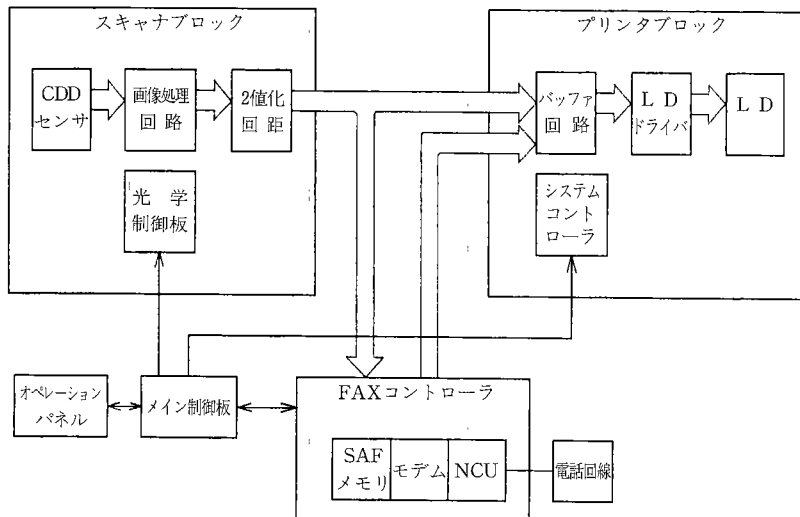 スキャナブロック
CDD
センサ
画像処理
回路
2値化
回距
光学
制御板
プリンタブロック
バッファ
回路
LD
ドライバ
LD
システム
コント
ローラ
オペレーション
パネル
メイン制御板
FAXコントローラ
SAF
メモリ
モデム
NCU
電話回線